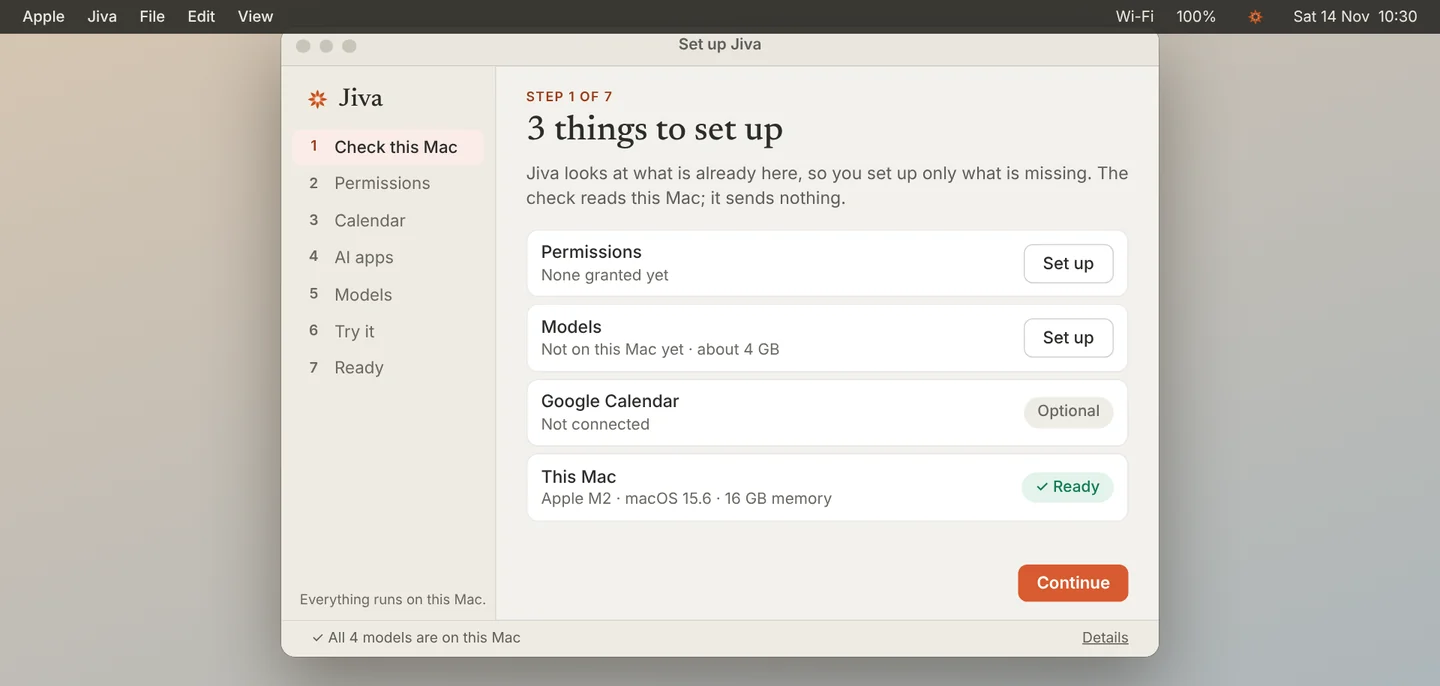 Apple Jiva File Edit View Wi-Fi 100% Sat 14 Nov 10:30
Set up Jiva
Jiva
1 Check this Mac
2 Permissions
3 Calendar
4 AI apps
5 Models
6 Try it
7 Ready
Everything runs on this Mac.
STEP 1 OF 7
3 things to set up
Jiva looks at what is already here, so you set up only what is missing. The
check reads this Mac; it sends nothing.
Permissions
None granted yet
Set up
Models
Not on this Mac yet · about 4 GB
Set up
Google Calendar
Not connected
Optional
This Mac
Apple M2 · macOS 15.6 · 16 GB memory
✓ Ready
Continue
✓ All 4 models are on this Mac
Details